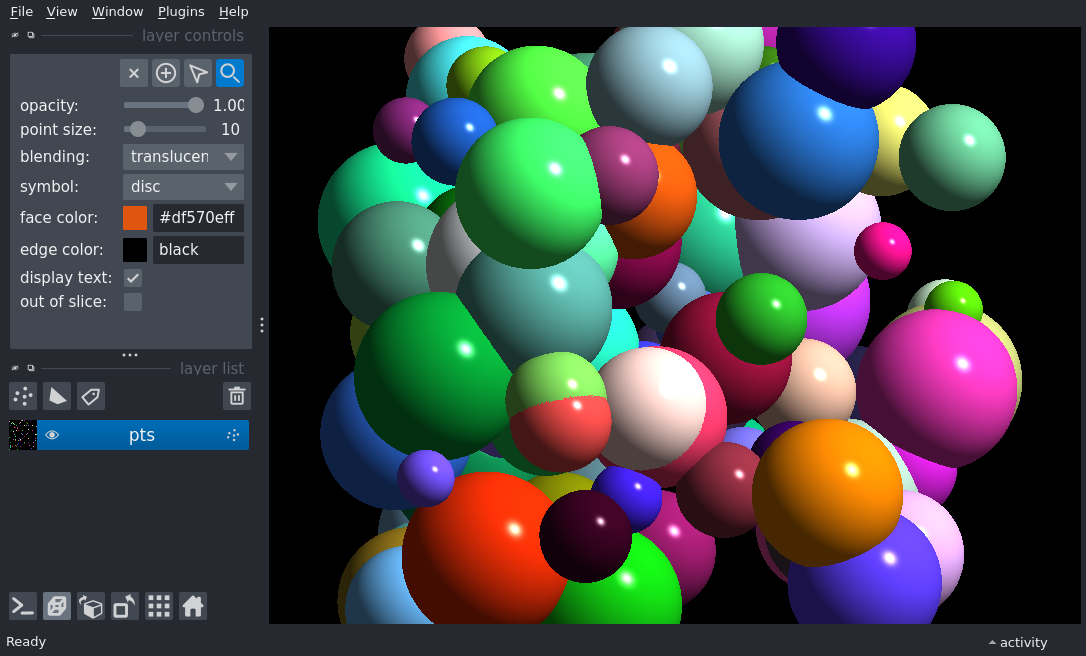 File View Window Plugins Help
layer controls
opacity: 1.00
point size: 10
blending: translucen
symbol: disc
face color: #df570eff
edge color: black
display text:
out of slice:
layer list
pts
Ready
activity